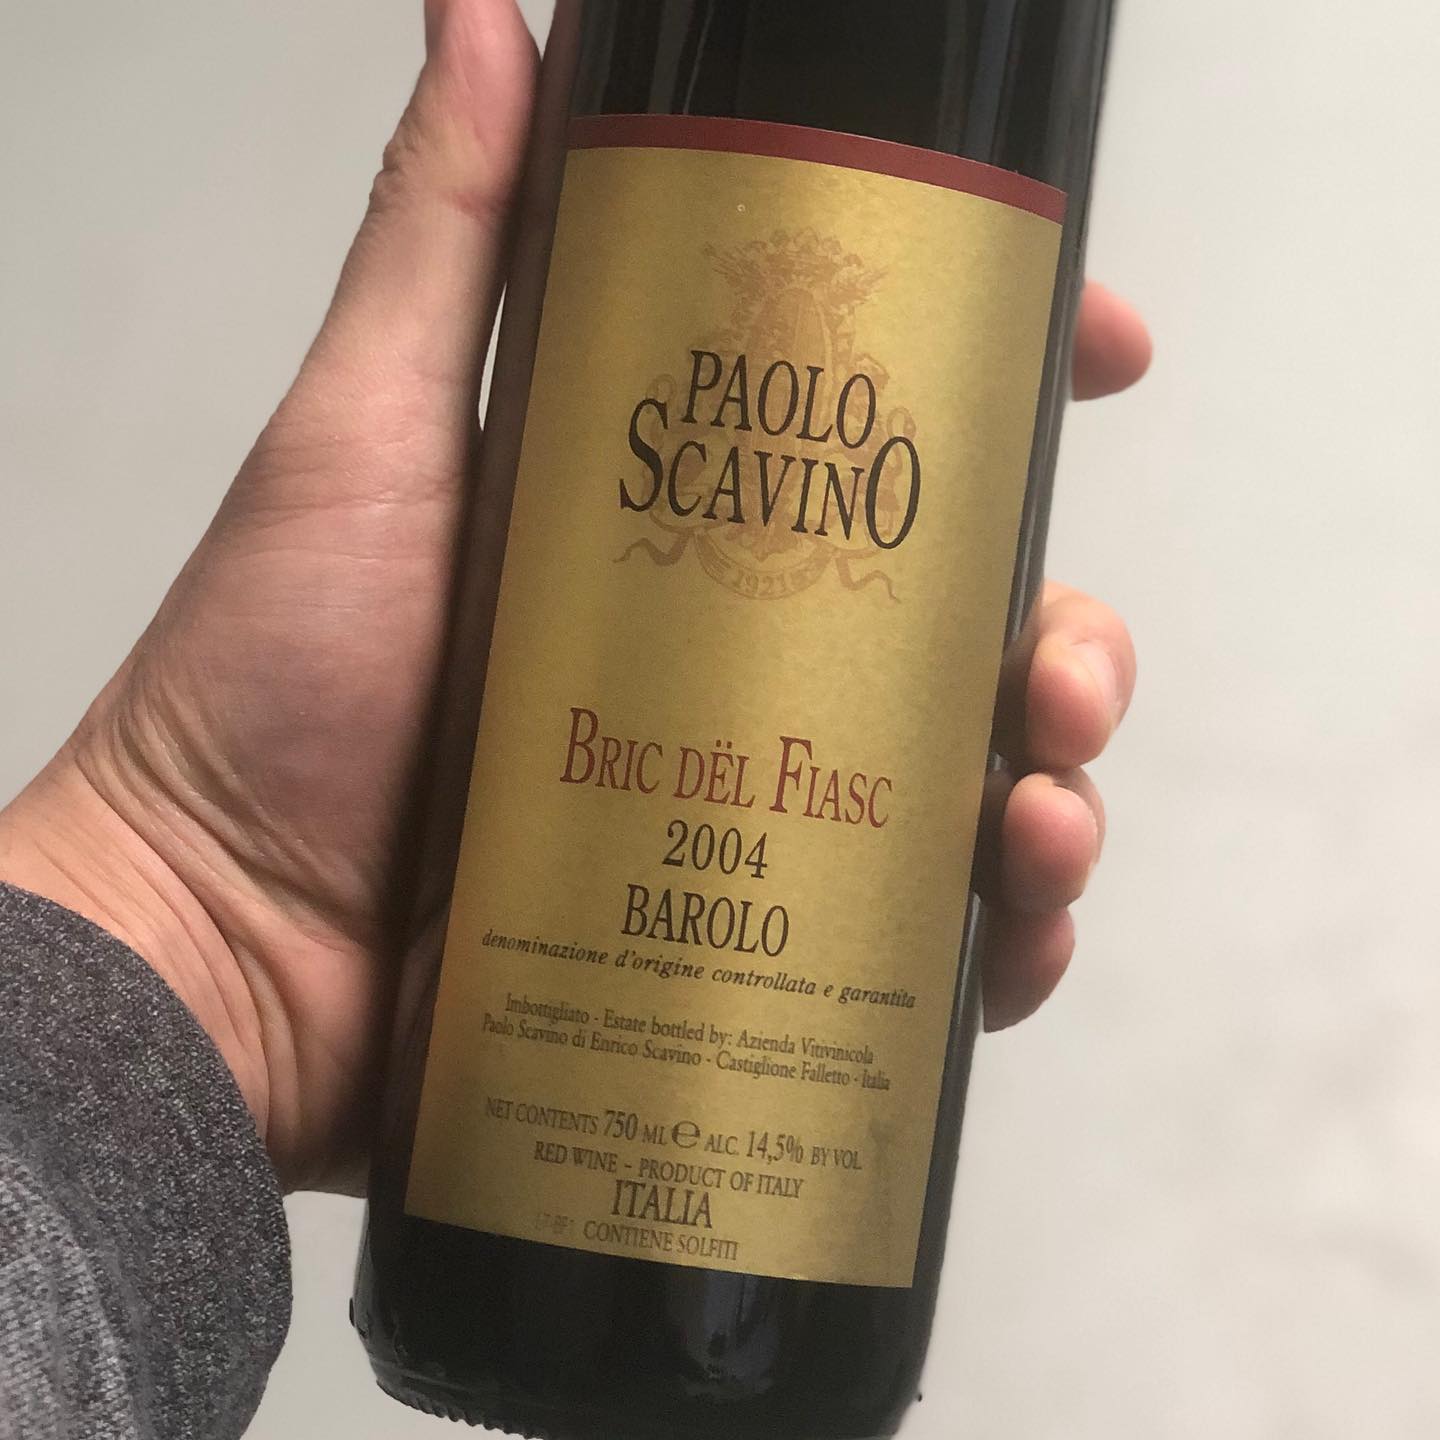 PAOLO
SCAVINO
1921
BRIC DËL FIASC
2004
BAROLO
denominazione d'origine controllata e garantita
Imbottigliato - Estate bottled by: Azienda Vitivinicola
Paolo Scavino di Enrico Scavino - Castiglione Falletto - Italia
NET CONTENTS 750 ML ℮ ALC. 14,5% BY VOL
RED WINE - PRODUCT OF ITALY
ITALIA
CONTIENE SOLFITI